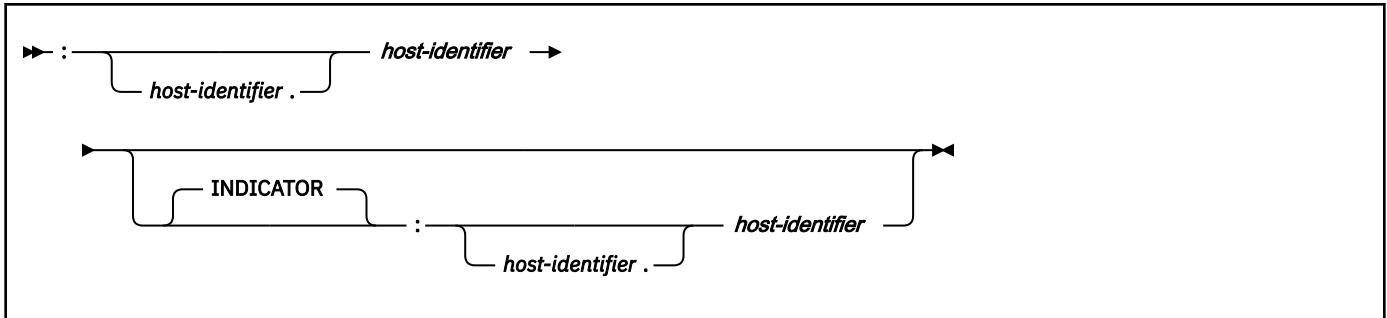 : host-identifier
host-identifier .
INDICATOR
: host-identifier
host-identifier .